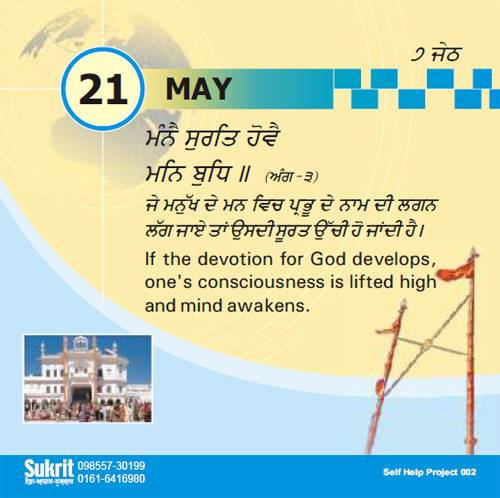 ੭ ਜੇਠ
21 MAY
ਮੰਨੈ ਸੁਰਤਿ ਹੋਵੈ
ਮਨਿ ਬੁਧਿ ॥ (ਅੰਗ - ੩)
ਜੇ ਮਨੁੱਖ ਦੇ ਮਨ ਵਿਚ ਪ੍ਰਭੂ ਦੇ ਨਾਮ ਦੀ ਲਗਨ
ਲੱਗ ਜਾਏ ਤਾਂ ਉਸਦੀ ਸੂਰਤ ਉੱਚੀ ਹੋ ਜਾਂਦੀ ਹੈ।
If the devotion for God develops,
one's consciousness is lifted high
and mind awakens.
Sukrit 098557-30199
0161-6416980
Self Help Project 002